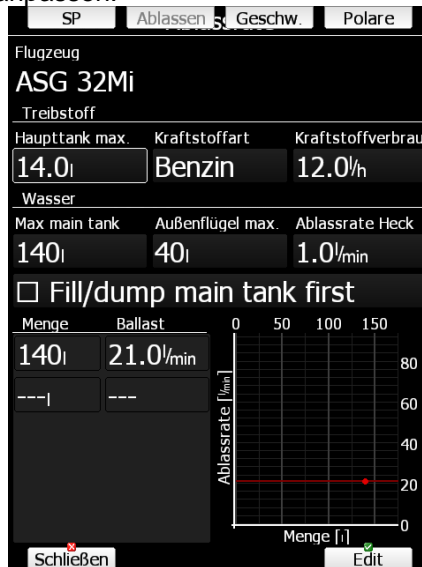 anpassen.
SP Ablassen Geschw. Polare
Ablassrate
Flugzeug
ASG 32Mi
Treibstoff
Haupttank max. Kraftstoffart Kraftstoffverbrau
14.0l Benzin 12.0l/h
Wasser
Max main tank Außenflügel max. Ablassrate Heck
140l 40l 1.0l/min
Fill/dump main tank first
Menge Ballast
140l 21.0l/min
---l ---
0 50 100 150
80
60
40
20
0
Ablassrate [l/min]
Menge [l]
Schließen Edit